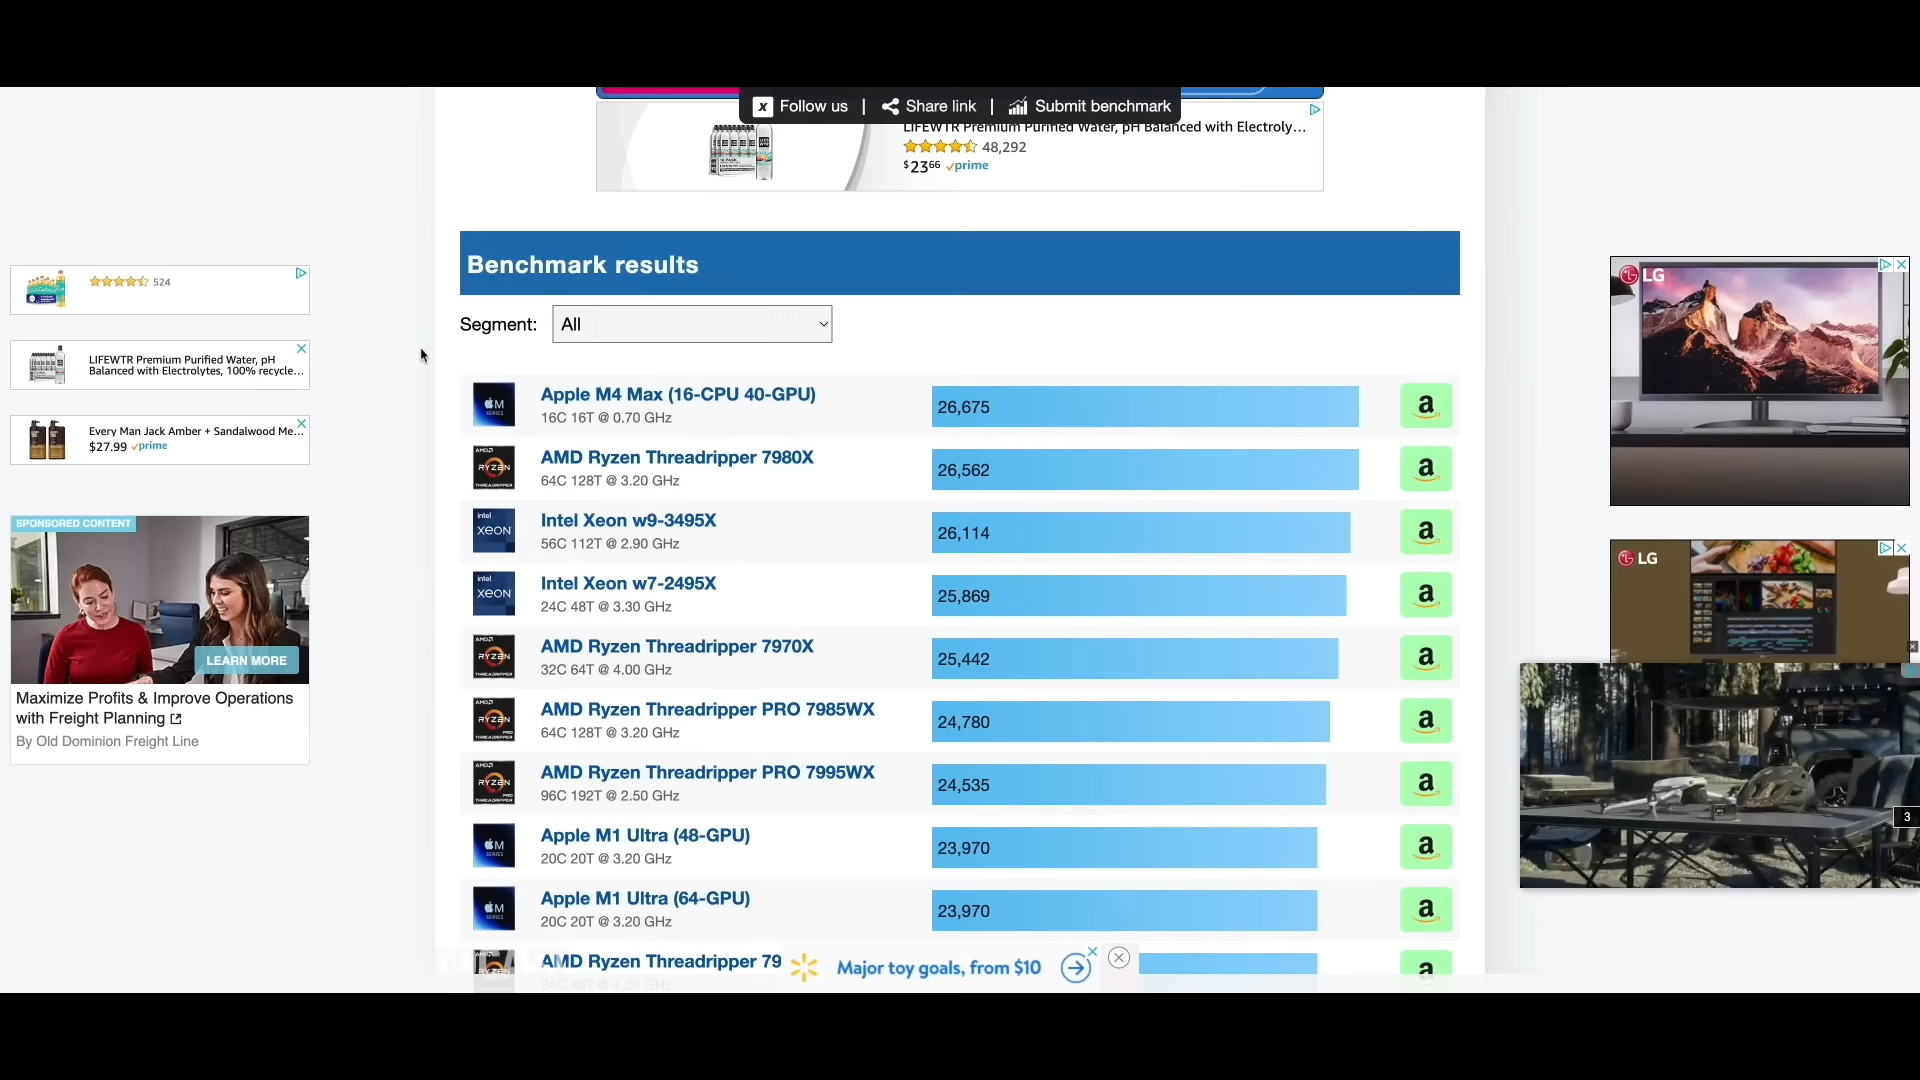 Follow us | Share link | Submit benchmark
LIFEWTR Premium Purified Water, pH Balanced with Electroly...
48,292
$23⁶⁶ prime
Benchmark results
Segment: All
Apple M4 Max (16-CPU 40-GPU)
16C 16T @ 0.70 GHz
26,675
AMD Ryzen Threadripper 7980X
64C 128T @ 3.20 GHz
26,562
Intel Xeon w9-3495X
56C 112T @ 2.90 GHz
26,114
Intel Xeon w7-2495X
24C 48T @ 3.30 GHz
25,869
AMD Ryzen Threadripper 7970X
32C 64T @ 4.00 GHz
25,442
AMD Ryzen Threadripper PRO 7985WX
64C 128T @ 3.20 GHz
24,780
AMD Ryzen Threadripper PRO 7995WX
96C 192T @ 2.50 GHz
24,535
Apple M1 Ultra (48-GPU)
20C 20T @ 3.20 GHz
23,970
Apple M1 Ultra (64-GPU)
20C 20T @ 3.20 GHz
23,970
AMD Ryzen Threadripper 79
24C 48T @ 4.20 GHz
Major toy goals, from $10
524
LIFEWTR Premium Purified Water, pH
Balanced with Electrolytes, 100% recycle...
Every Man Jack Amber + Sandalwood Me...
$27.99 prime
SPONSORED CONTENT
LEARN MORE
Maximize Profits & Improve Operations
with Freight Planning
By Old Dominion Freight Line
LG
LG
3